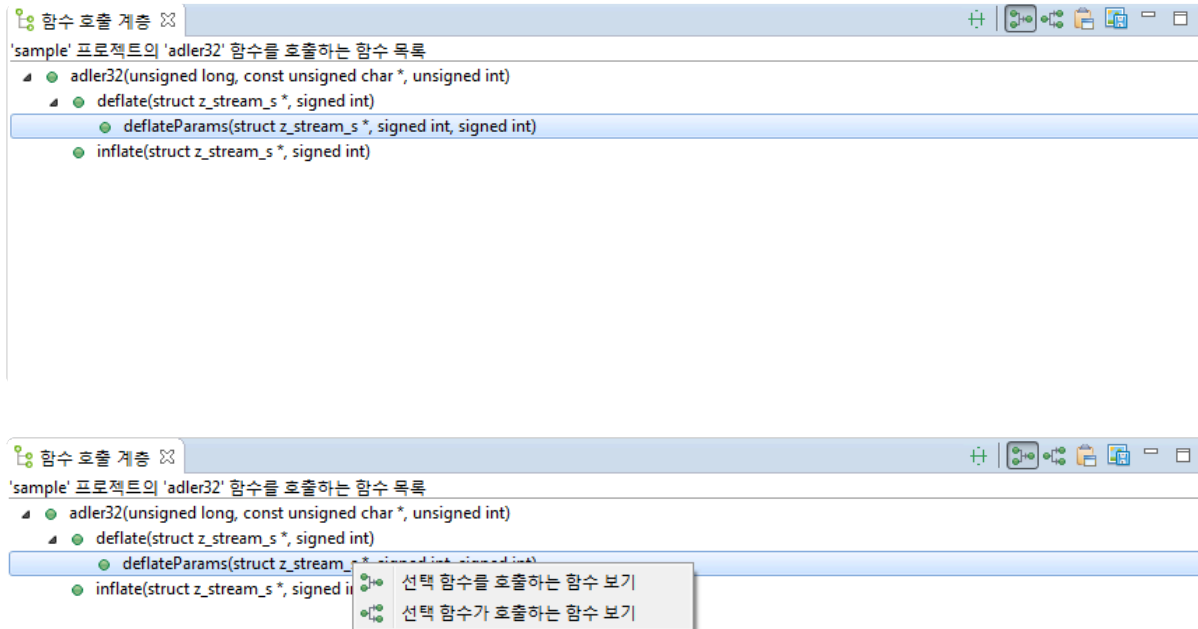 함수 호출 계층
'sample' 프로젝트의 'adler32' 함수를 호출하는 함수 목록
adler32(unsigned long, const unsigned char *, unsigned int)
deflate(struct z_stream_s *, signed int)
deflateParams(struct z_stream_s *, signed int, signed int)
inflate(struct z_stream_s *, signed int)
함수 호출 계층
'sample' 프로젝트의 'adler32' 함수를 호출하는 함수 목록
adler32(unsigned long, const unsigned char *, unsigned int)
deflate(struct z_stream_s *, signed int)
deflateParams(struct z_stream_s *, signed int, signed int)
inflate(struct z_stream_s *, signed
선택 함수를 호출하는 함수 보기
선택 함수가 호출하는 함수 보기